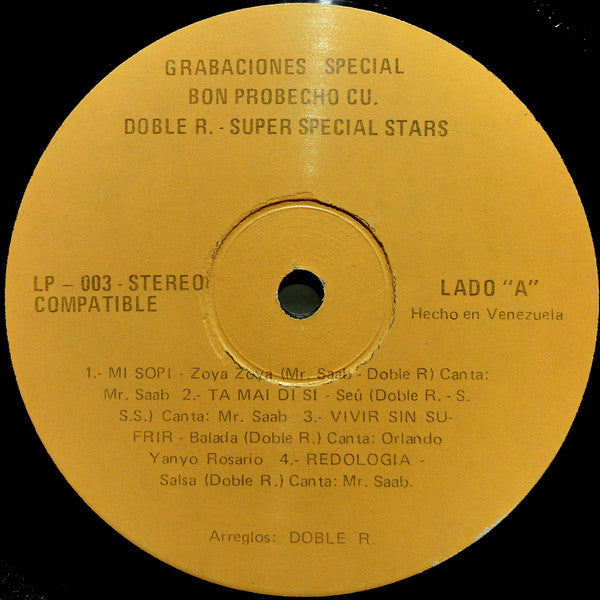 GRABACIONES SPECIAL
BON PROBECHO CU.
DOBLE R. - SUPER SPECIAL STARS
LP - 003 - STEREO
COMPATIBLE
LADO "A"
Hecho en Venezuela
1.- MI SOPI - Zoya Zoya (Mr. Saab - Doble R) Canta:
Mr. Saab 2.- TA MAI DI SI - Seú (Doble R. - S.
S.S.) Canta: Mr. Saab 3.- VIVIR SIN SU-
FRIR - Balada (Doble R.) Canta: Orlando
Yanyo Rosario 4.- REDOLOGIA -
Salsa (Doble R.) Canta: Mr. Saab.
Arreglos: DOBLE R.